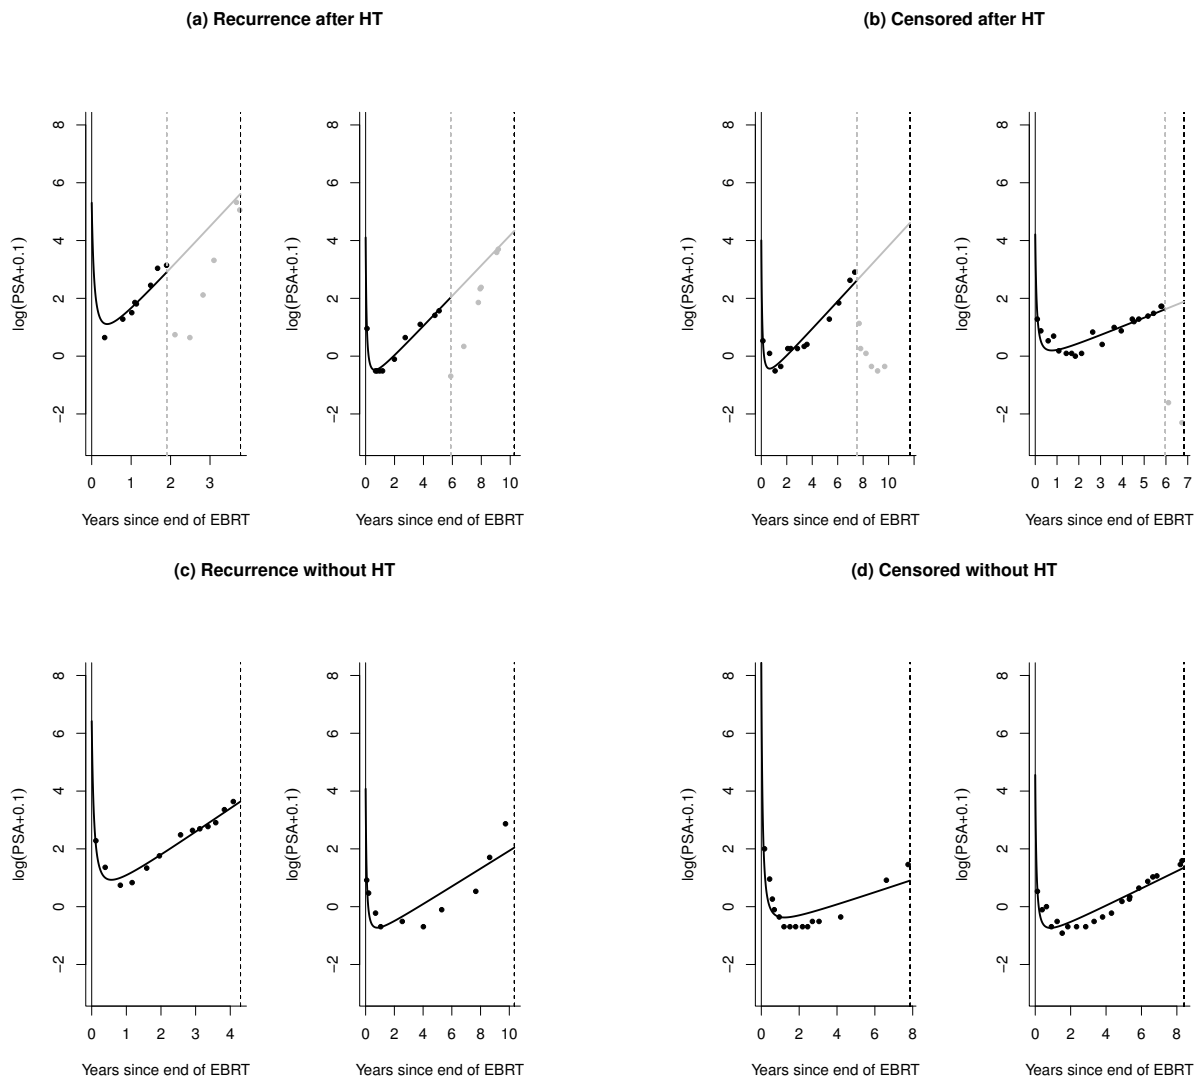 (a) Recurrence after HT
(b) Censored after HT
8
6
4
2
0
−2
log(PSA+0.1)
0 1 2 3
Years since end of EBRT
8
6
4
2
0
−2
log(PSA+0.1)
0 2 4 6 8 10
Years since end of EBRT
8
6
4
2
0
−2
log(PSA+0.1)
0 2 4 6 8 10
Years since end of EBRT
8
6
4
2
0
−2
log(PSA+0.1)
0 1 2 3 4 5 6 7
Years since end of EBRT
(c) Recurrence without HT
(d) Censored without HT
8
6
4
2
0
−2
log(PSA+0.1)
0 1 2 3 4
Years since end of EBRT
8
6
4
2
0
−2
log(PSA+0.1)
0 2 4 6 8 10
Years since end of EBRT
8
6
4
2
0
−2
log(PSA+0.1)
0 2 4 6 8
Years since end of EBRT
8
6
4
2
0
−2
log(PSA+0.1)
0 2 4 6 8
Years since end of EBRT